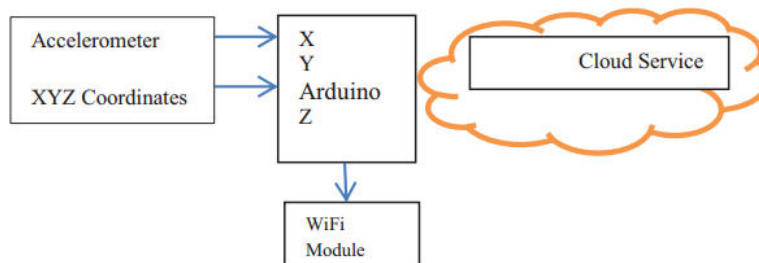 Accelerometer
XYZ Coordinates
X
Y
Arduino
Z
Cloud Service
WiFi
Module